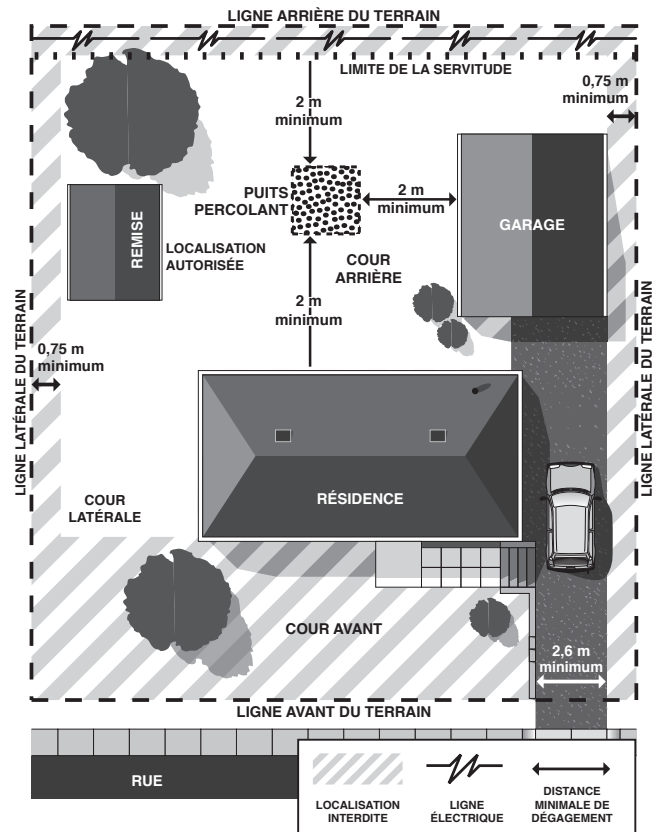 LIGNE ARRIÈRE DU TERRAIN
LIMITE DE LA SERVITUDE
0,75 m
minimum
2 m
minimum
PUITS
PERCOLANT
2 m
minimum
GARAGE
REMISE
LOCALISATION
AUTORISÉE
COUR
ARRIÈRE
2 m
minimum
LIGNE LATÉRALE DU TERRAIN
0,75 m
minimum
LIGNE LATÉRALE DU TERRAIN
RÉSIDENCE
COUR
LATÉRALE
COUR AVANT
2,6 m
minimum
LIGNE AVANT DU TERRAIN
RUE
LOCALISATION
INTERDITE
LIGNE
ÉLECTRIQUE
DISTANCE
MINIMALE DE
DÉGAGEMENT